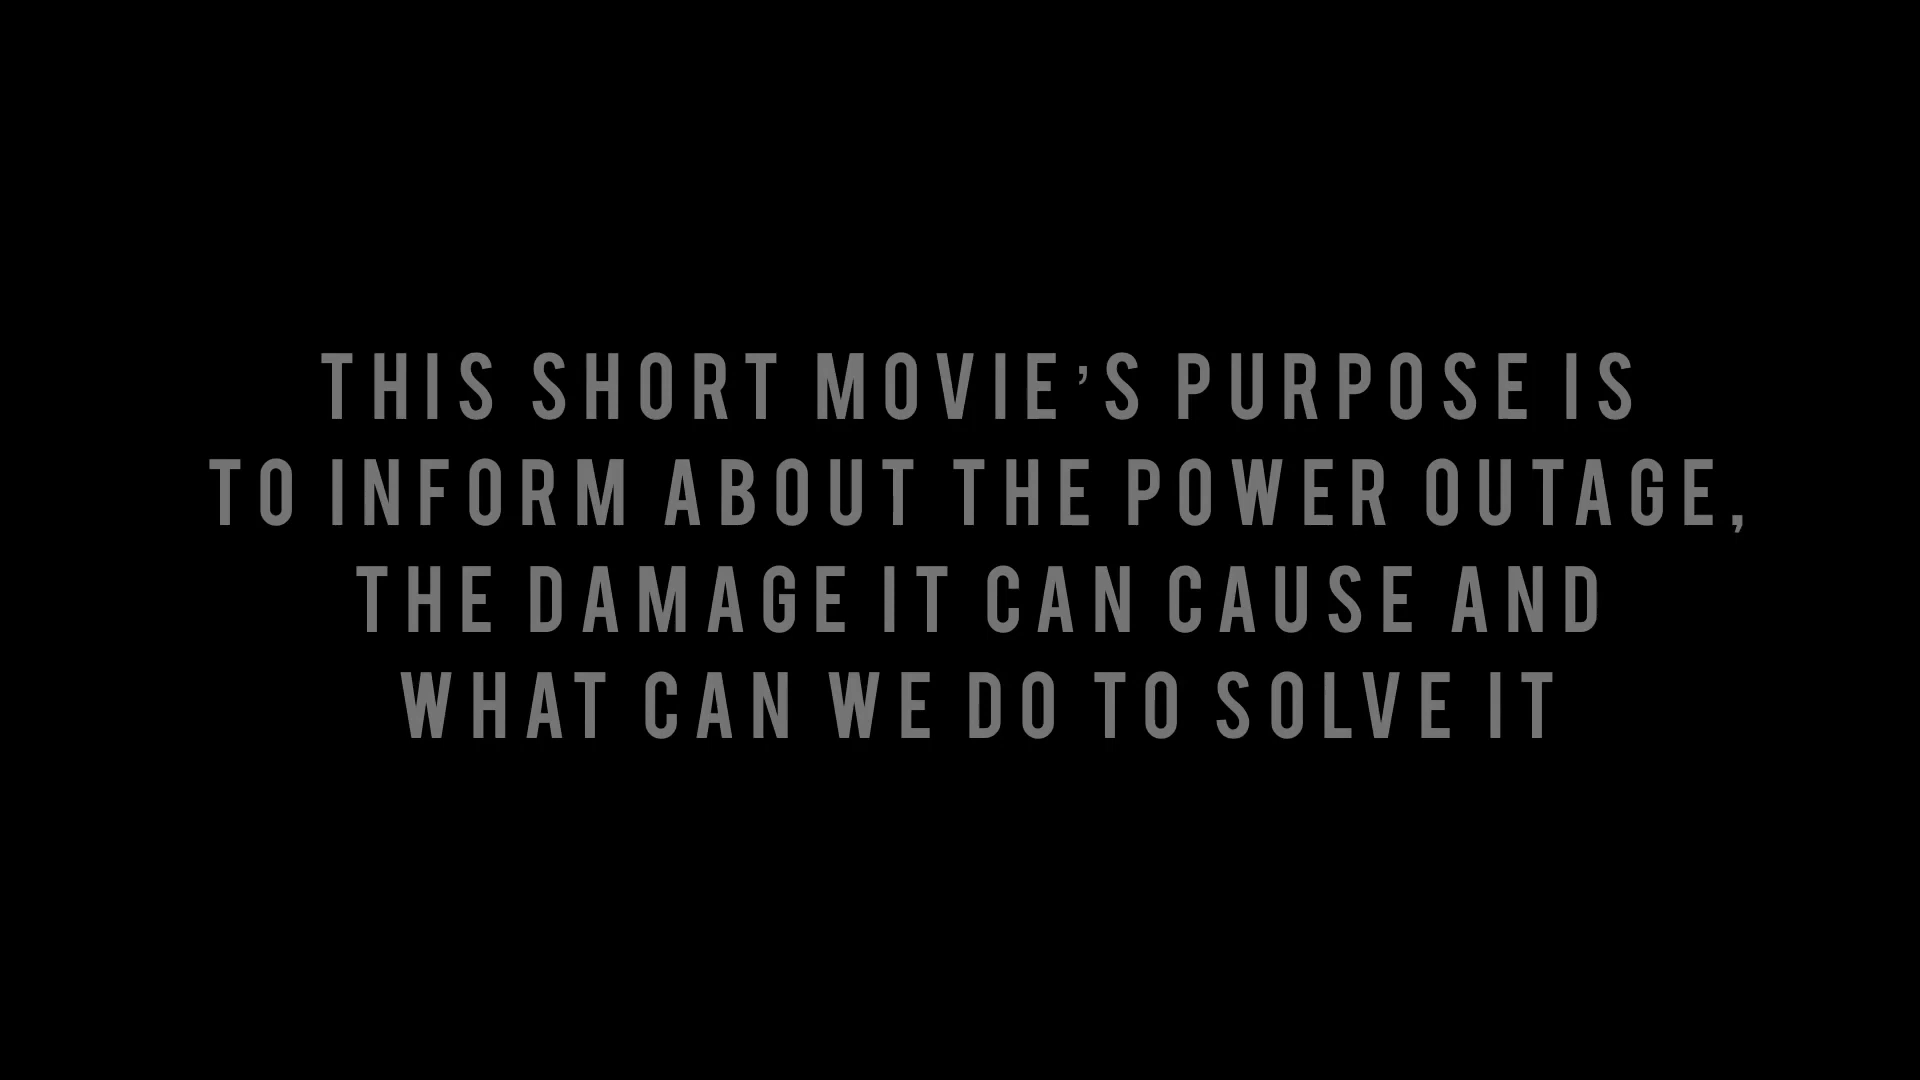 THIS SHORT MOVIE'S PURPOSE IS
TO INFORM ABOUT THE POWER OUTAGE,
THE DAMAGE IT CAN CAUSE AND
WHAT CAN WE DO TO SOLVE IT